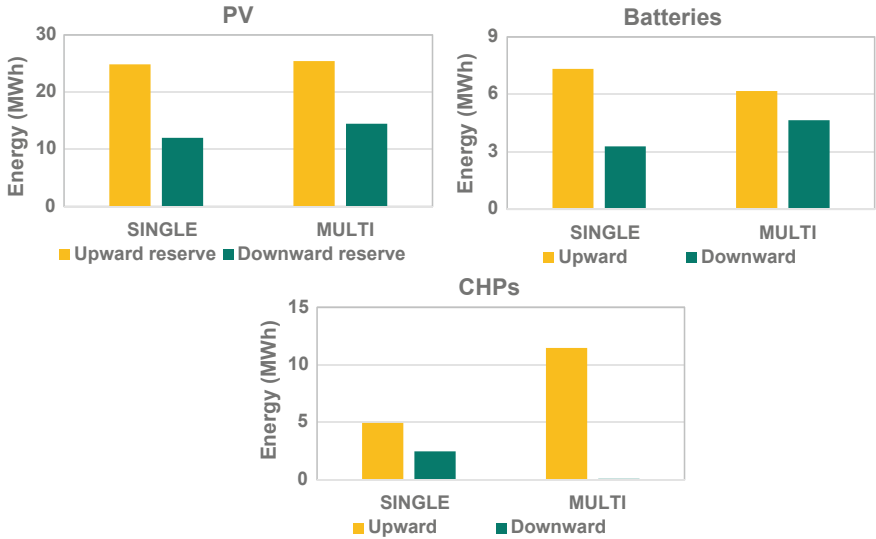 PV
Energy (MWh)
30
20
10
0
SINGLE MULTI
Upward reserve Downward reserve
Batteries
Energy (MWh)
9
6
3
0
SINGLE MULTI
Upward Downward
CHPs
Energy (MWh)
15
10
5
0
SINGLE MULTI
Upward Downward